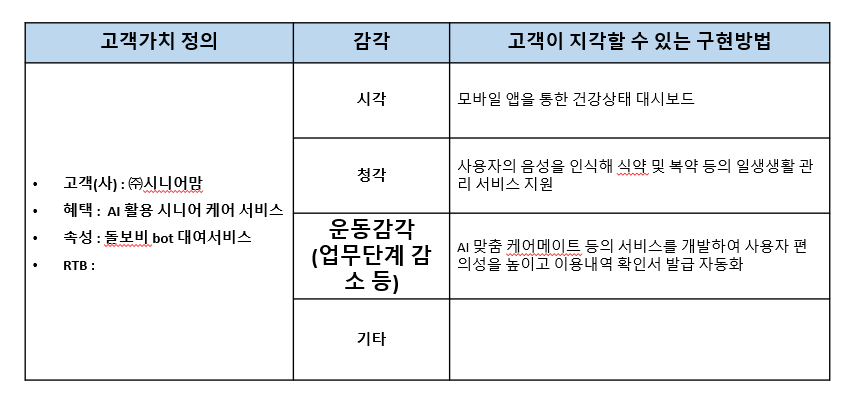 고객가치 정의
감각
고객이 지각할 수 있는 구현방법
• 고객(사) : ㈜시니어맘
• 혜택 : AI 활용 시니어 케어 서비스
• 속성 : 돌보비 bot 대여서비스
• RTB :
시각
모바일 앱을 통한 건강상태 대시보드
청각
사용자의 음성을 인식해 식약 및 복약 등의 일생생활 관
리 서비스 지원
운동감각
(업무단계 감
소 등)
AI 맞춤 케어메이트 등의 서비스를 개발하여 사용자 편
의성을 높이고 이용내역 확인서 발급 자동화
기타